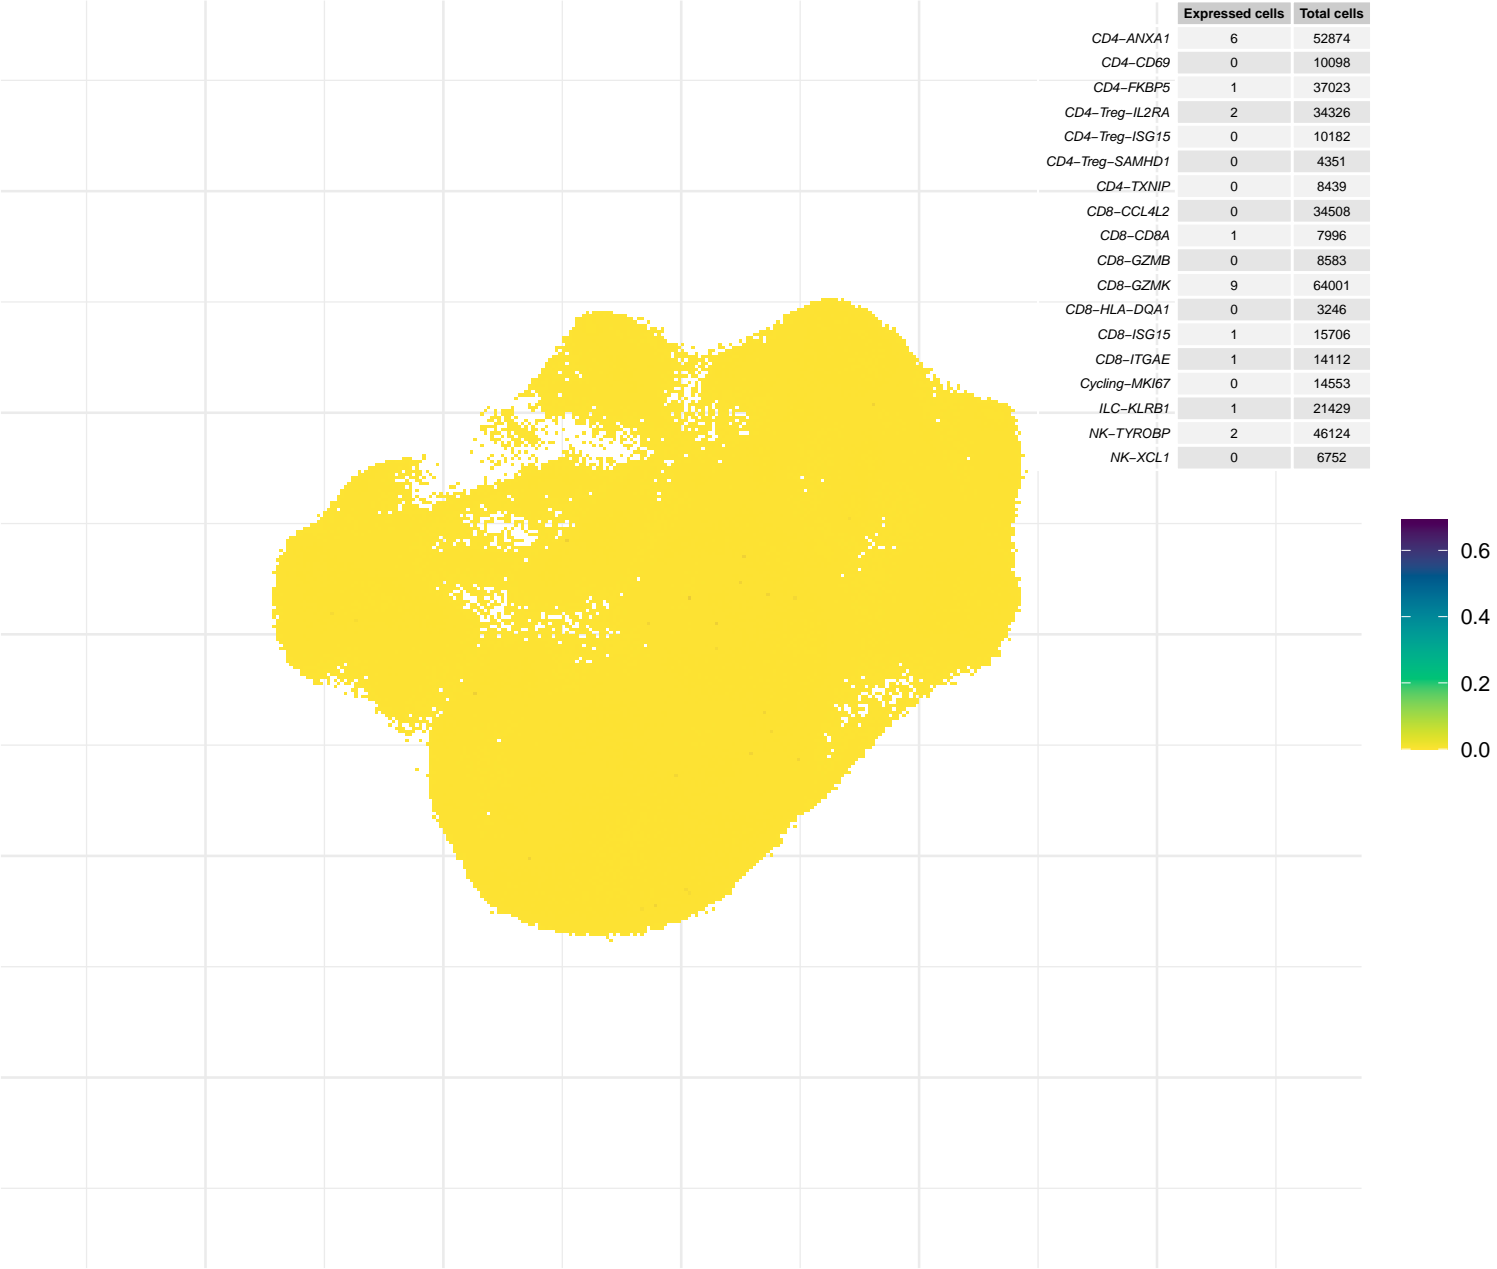 Expressed cells Total cells
CD4−ANXA1 6 52874
CD4−CD69 0 10098
CD4−FKBP5 1 37023
CD4−Treg−IL2RA 2 34326
CD4−Treg−ISG15 0 10182
CD4−Treg−SAMHD1 0 4351
CD4−TXNIP 0 8439
CD8−CCL4L2 0 34508
CD8−CD8A 1 7996
CD8−GZMB 0 8583
CD8−GZMK 9 64001
CD8−HLA−DQA1 0 3246
CD8−ISG15 1 15706
CD8−ITGAE 1 14112
Cycling−MKI67 0 14553
ILC−KLRB1 1 21429
NK−TYROBP 2 46124
NK−XCL1 0 6752
0.6
0.4
0.2
0.0